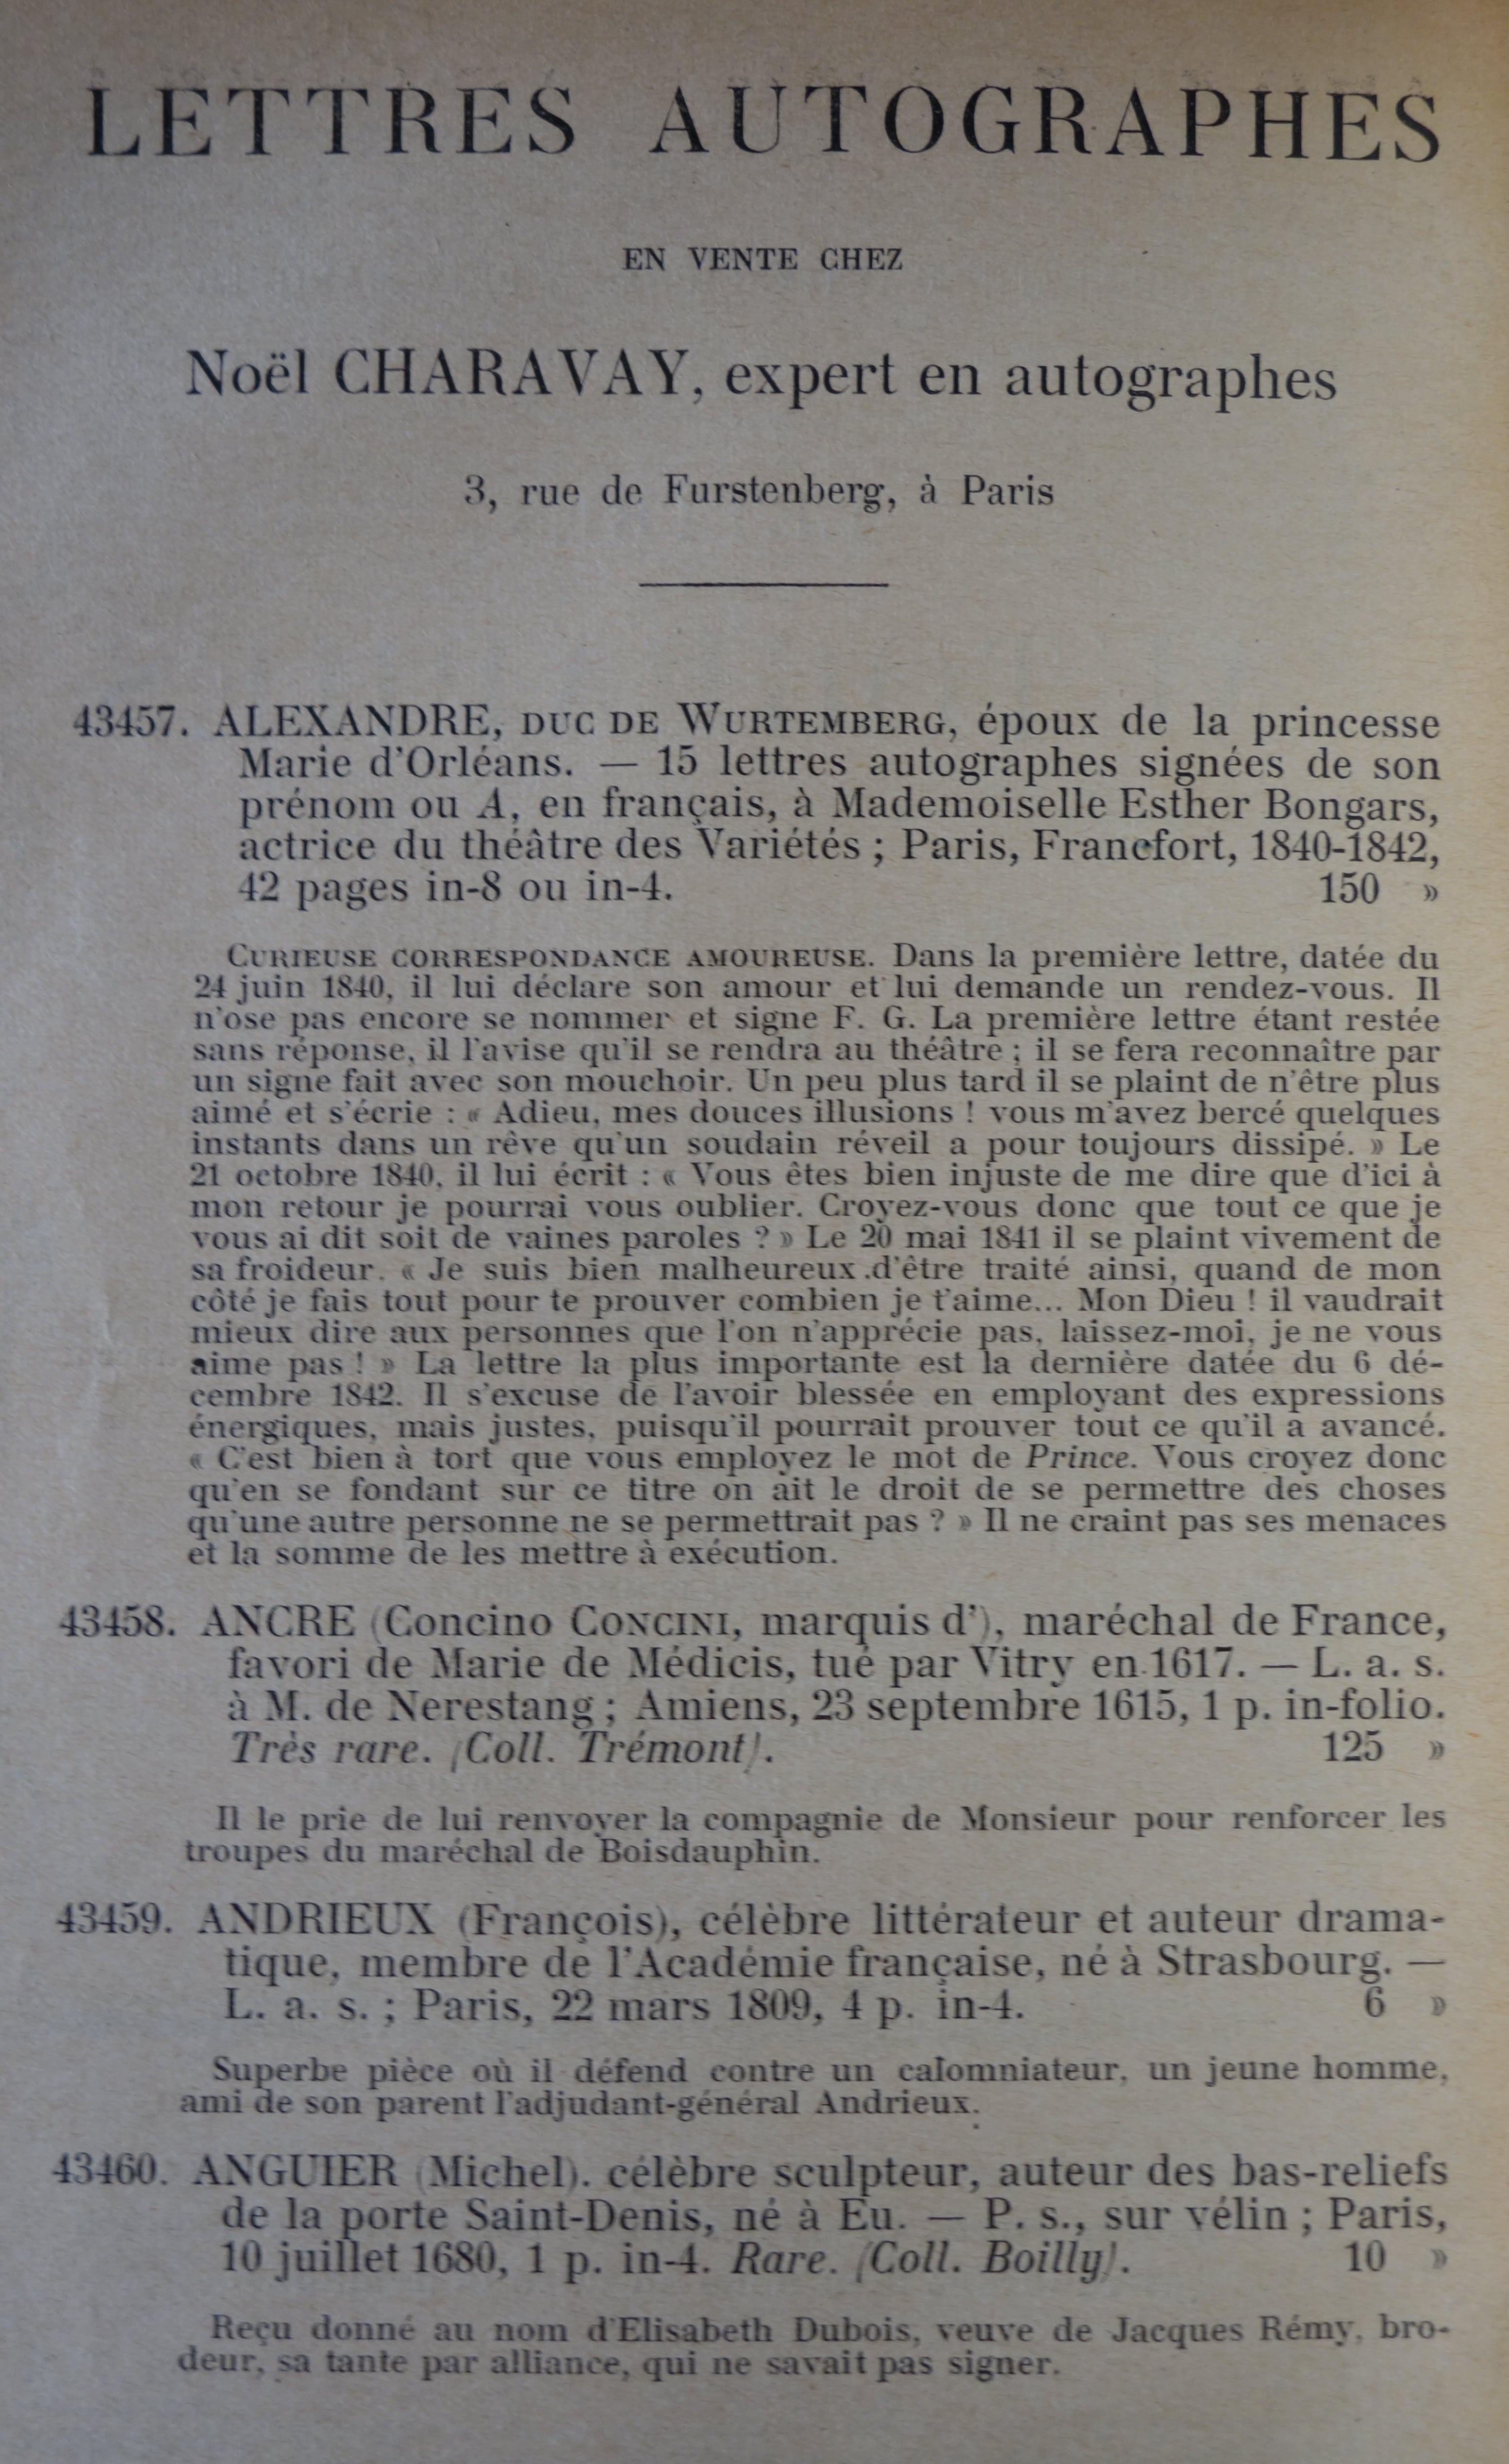 LETTRES AUTOGRAPHES
EN VENTE CHEZ
Noël CHARAVAY, expert en autographes
3, rue de Furstenberg, à Paris
43457. ALEXANDRE, DUC DE WURTEMBERG, époux de la princesse
Marie d'Orléans. — 15 lettres autographes signées de son
prénom ou A, en français, à Mademoiselle Esther Bongars,
actrice du théâtre des Variétés ; Paris, Francfort, 1840-1842,
42 pages in-8 ou in-4. 150 »
CURIEUSE CORRESPONDANCE AMOUREUSE. Dans la première lettre, datée du
24 juin 1840, il lui déclare son amour et lui demande un rendez-vous. Il
n'ose pas encore se nommer et signe F. G. La première lettre étant restée
sans réponse, il l'avise qu'il se rendra au théâtre ; il se fera reconnaître par
un signe fait avec son mouchoir. Un peu plus tard il se plaint de n'être plus
aimé et s'écrie : « Adieu, mes douces illusions ! vous m'avez bercé quelques
instants dans un rêve qu'un soudain réveil a pour toujours dissipé. » Le
21 octobre 1840, il lui écrit : « Vous êtes bien injuste de me dire que d'ici à
mon retour je pourrai vous oublier. Croyez-vous donc que tout ce que je
vous ai dit soit de vaines paroles ? » Le 20 mai 1841 il se plaint vivement de
sa froideur. « Je suis bien malheureux d'être traité ainsi, quand de mon
côté je fais tout pour te prouver combien je t'aime... Mon Dieu ! il vaudrait
mieux dire aux personnes que l'on n'apprécie pas, laissez-moi, je ne vous
aime pas ! » La lettre la plus importante est la dernière datée du 6 dé-
cembre 1842. Il s'excuse de l'avoir blessée en employant des expressions
énergiques, mais justes, puisqu'il pourrait prouver tout ce qu'il a avancé.
« C'est bien à tort que vous employez le mot de Prince. Vous croyez donc
qu'en se fondant sur ce titre on ait le droit de se permettre des choses
qu'une autre personne ne se permettrait pas ? » Il ne craint pas ses menaces
et la somme de les mettre à exécution.
43458. ANCRE (Concino CONCINI, marquis d'), maréchal de France,
favori de Marie de Médicis, tué par Vitry en 1617. — L. a. s.
à M. de Nerestang ; Amiens, 23 septembre 1615, 1 p. in-folio.
Très rare. (Coll. Trémont). 125 »
Il le prie de lui renvoyer la compagnie de Monsieur pour renforcer les
troupes du maréchal de Boisdauphin.
43459. ANDRIEUX (François), célèbre littérateur et auteur drama-
tique, membre de l'Académie française, né à Strasbourg. —
L. a. s. ; Paris, 22 mars 1809, 4 p. in-4. 6 »
Superbe pièce où il défend contre un calomniateur, un jeune homme,
ami de son parent l'adjudant-général Andrieux.
43460. ANGUIER (Michel). célèbre sculpteur, auteur des bas-reliefs
de la porte Saint-Denis, né à Eu. — P. s., sur vélin ; Paris,
10 juillet 1680, 1 p. in-4. Rare. (Coll. Boilly). 10 »
Reçu donné au nom d'Elisabeth Dubois, veuve de Jacques Rémy, bro-
deur, sa tante par alliance, qui ne savait pas signer.